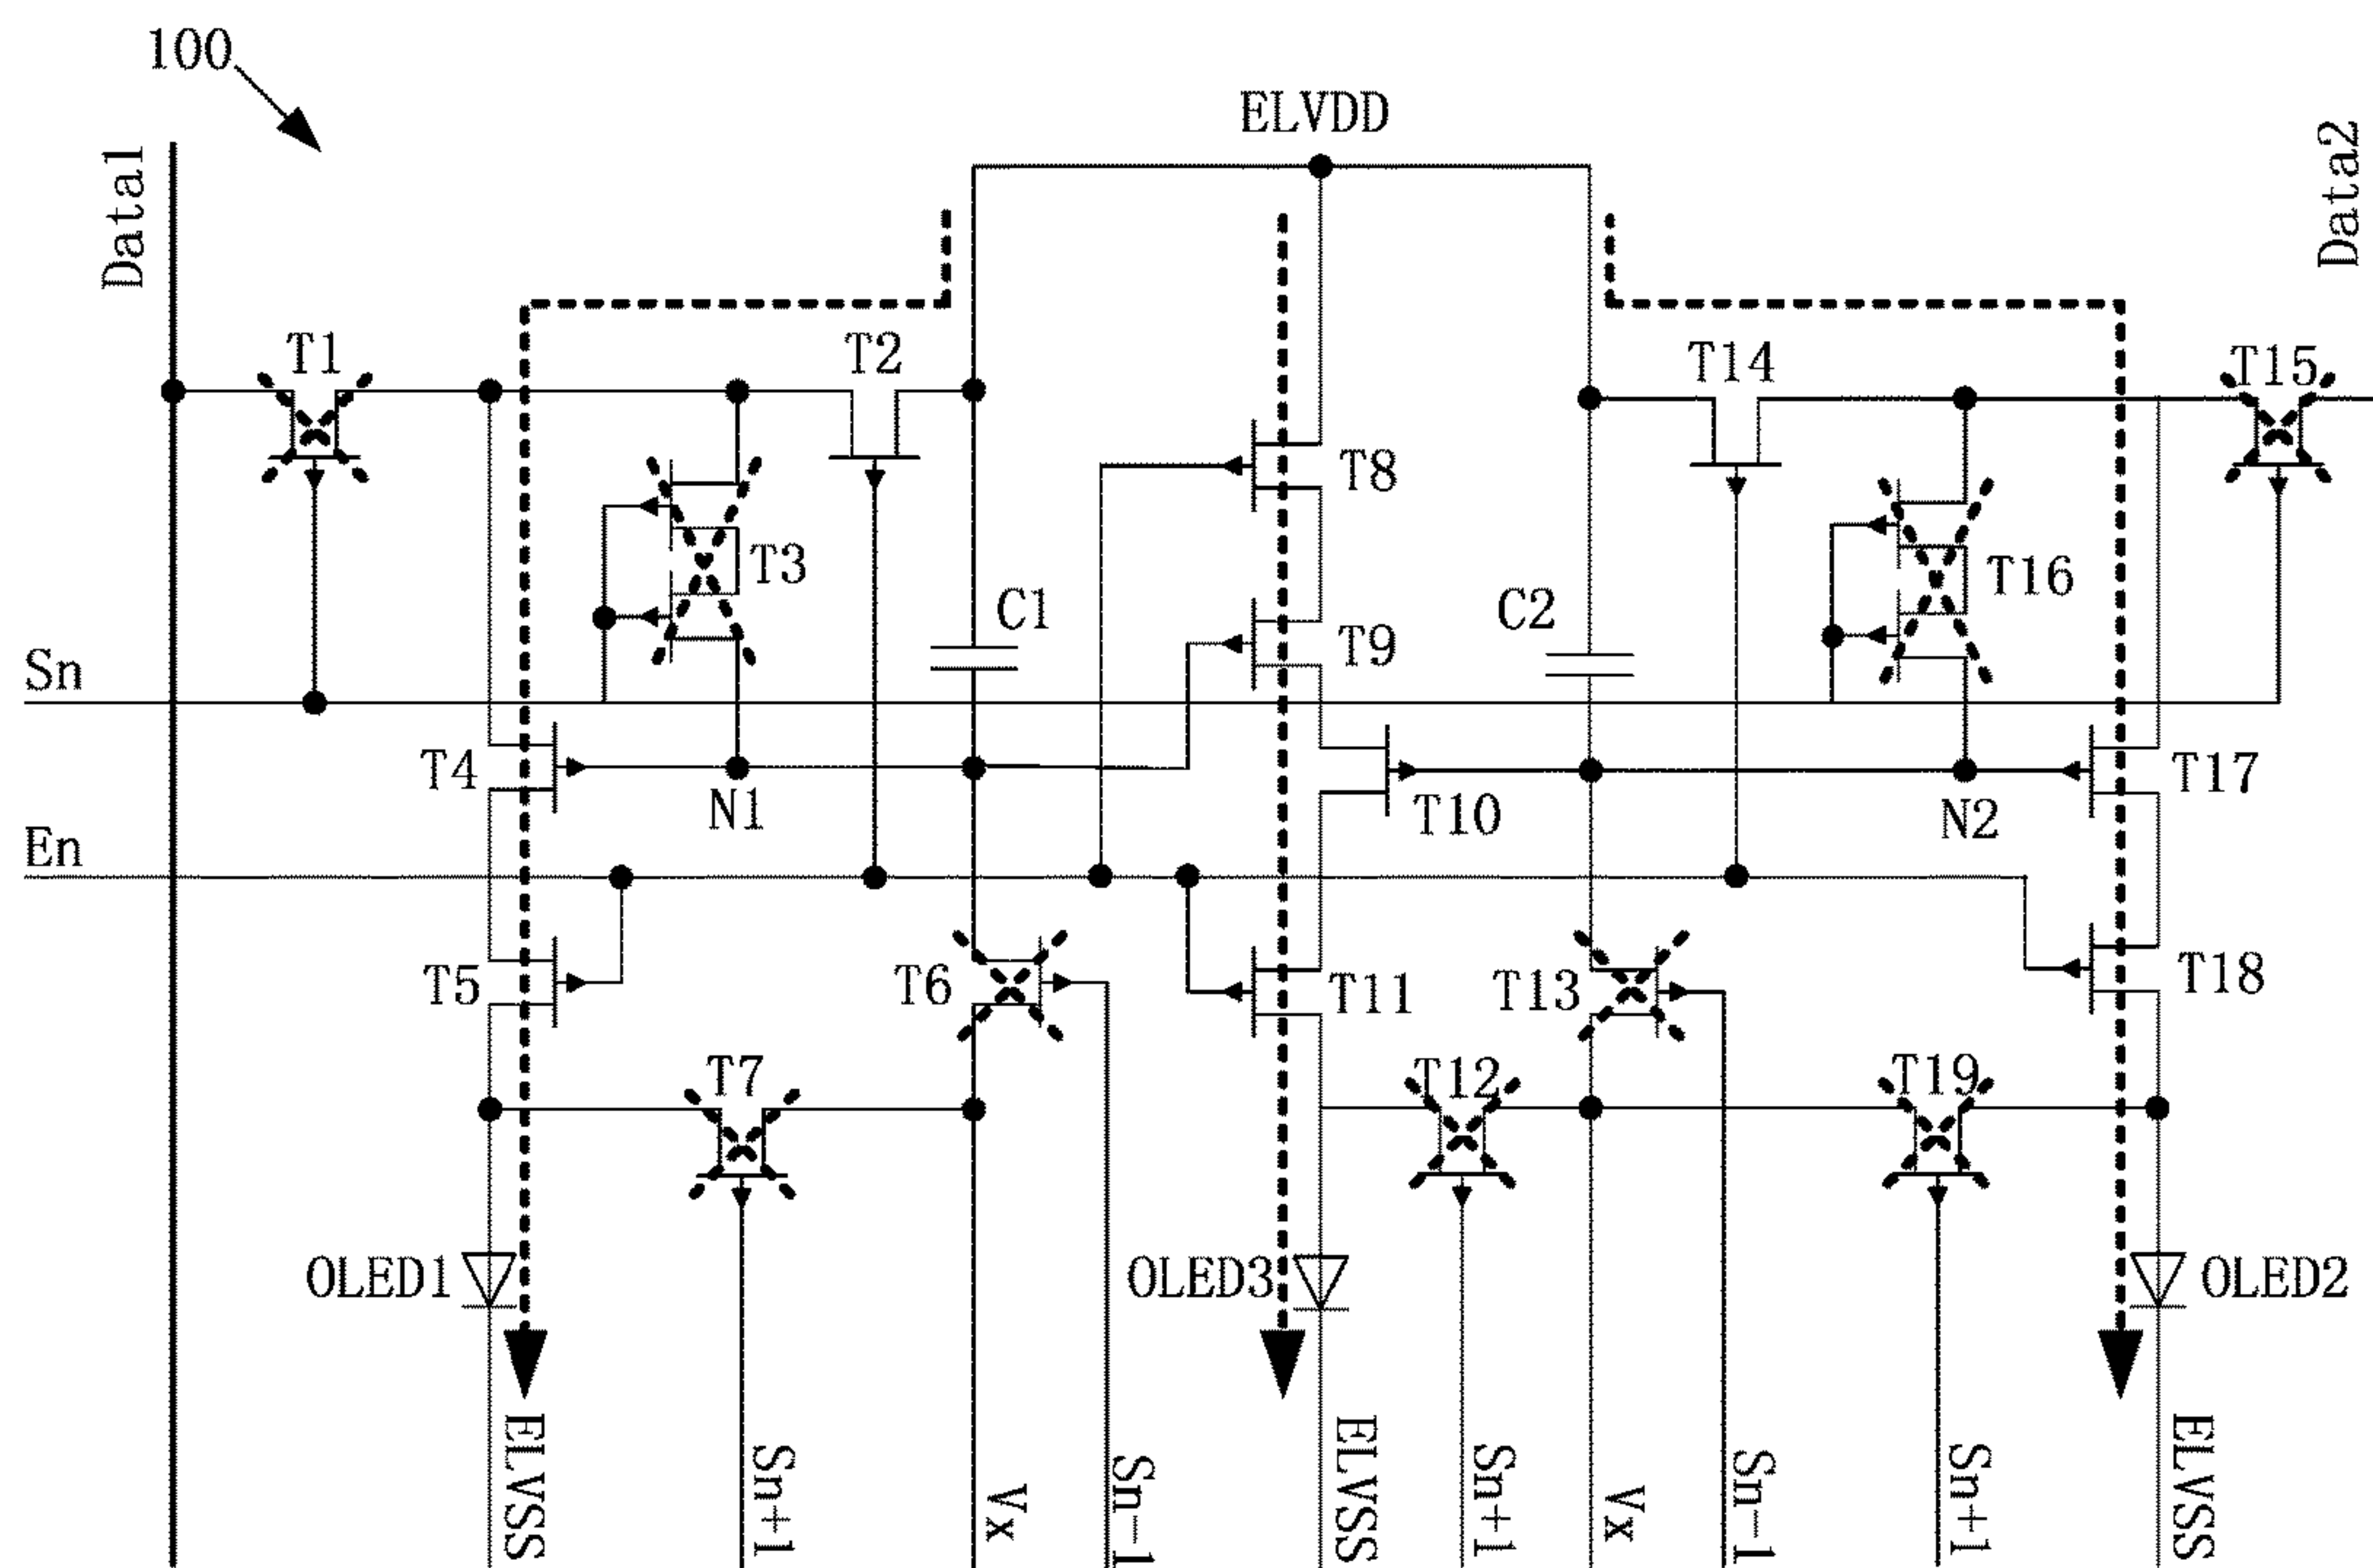 100
ELVDD
Data1
Data2
T1
T2
T14
T15
T8
T3
T16
C1
C2
T9
Sn
T4
N1
T10
N2
T17
En
T5
T6
T11
T13
T18
T7
T12
T19
OLED1
OLED3
OLED2
ELVSS
Sn+1
Vx
Sn-1
ELVSS
Sn+1
Vx
Sn-1
Sn+1
ELVSS